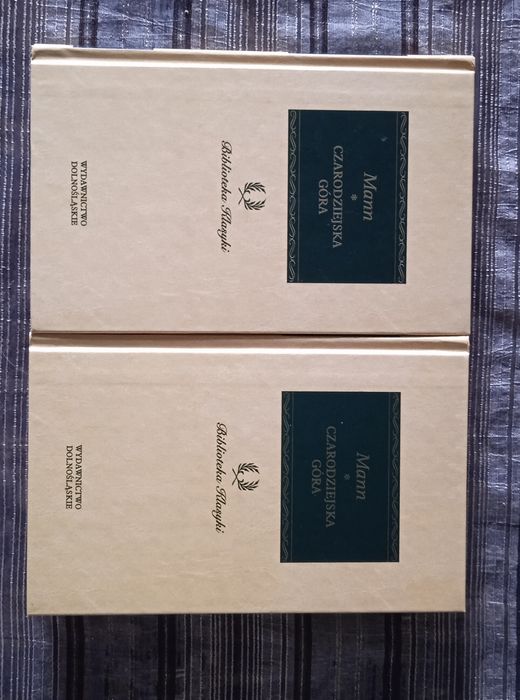 Mann
*
CZARODZIEJSKA
GÓRA
Biblioteka Klasyki
WYDAWNICTWO
DOLNOŚLĄSKIE
Mann
*
CZARODZIEJSKA
GÓRA
Biblioteka Klasyki
WYDAWNICTWO
DOLNOŚLĄSKIE